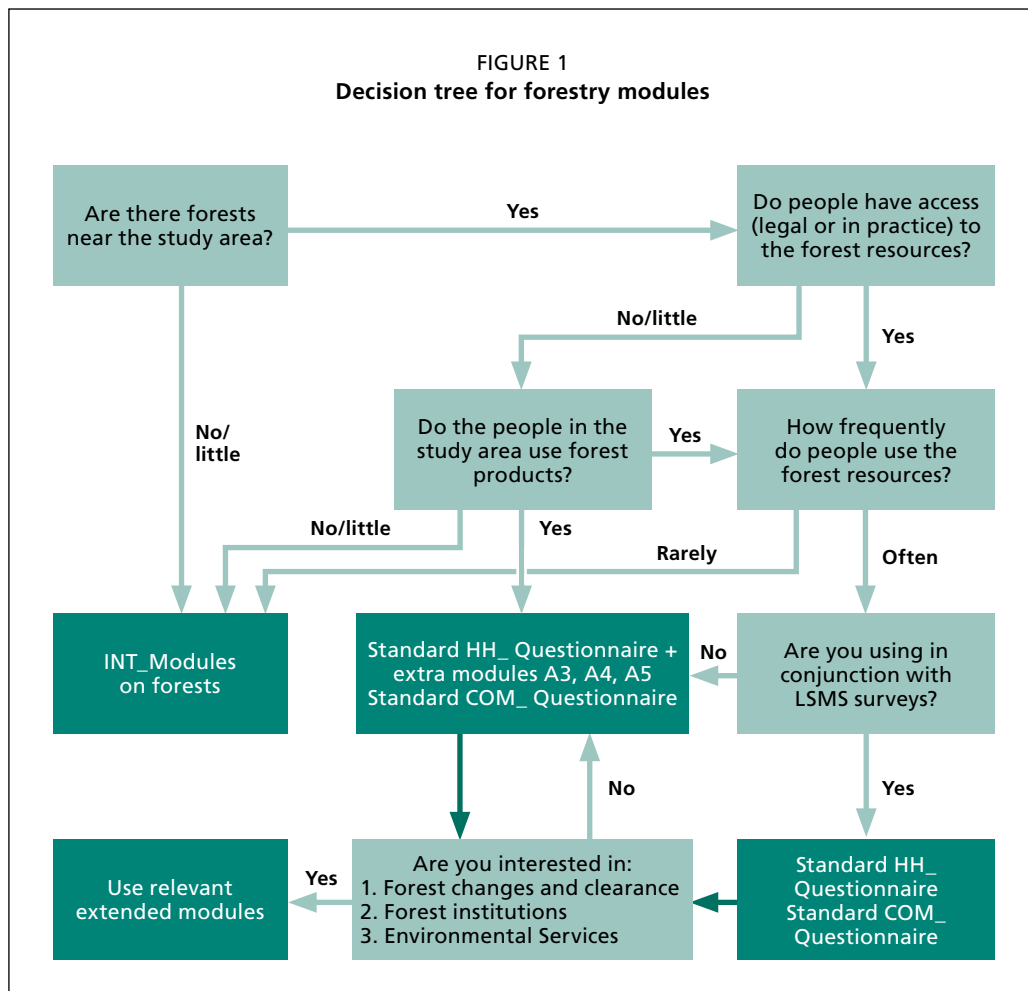 FIGURE 1
Decision tree for forestry modules
Are there forests
near the study area?
Yes
Do people have access
(legal or in practice) to
the forest resources?
No/little
Yes
No/
little
Do the people in the
study area use forest
products?
Yes
How frequently
do people use the
forest resources?
No/little
Yes
Rarely
Often
INT_Modules
on forests
Standard HH_ Questionnaire +
extra modules A3, A4, A5
Standard COM_ Questionnaire
No
Are you using in
conjunction with
LSMS surveys?
No
Yes
Use relevant
extended modules
Yes
Are you interested in:
1. Forest changes and clearance
2. Forest institutions
3. Environmental Services
Standard HH_
Questionnaire
Standard COM_
Questionnaire